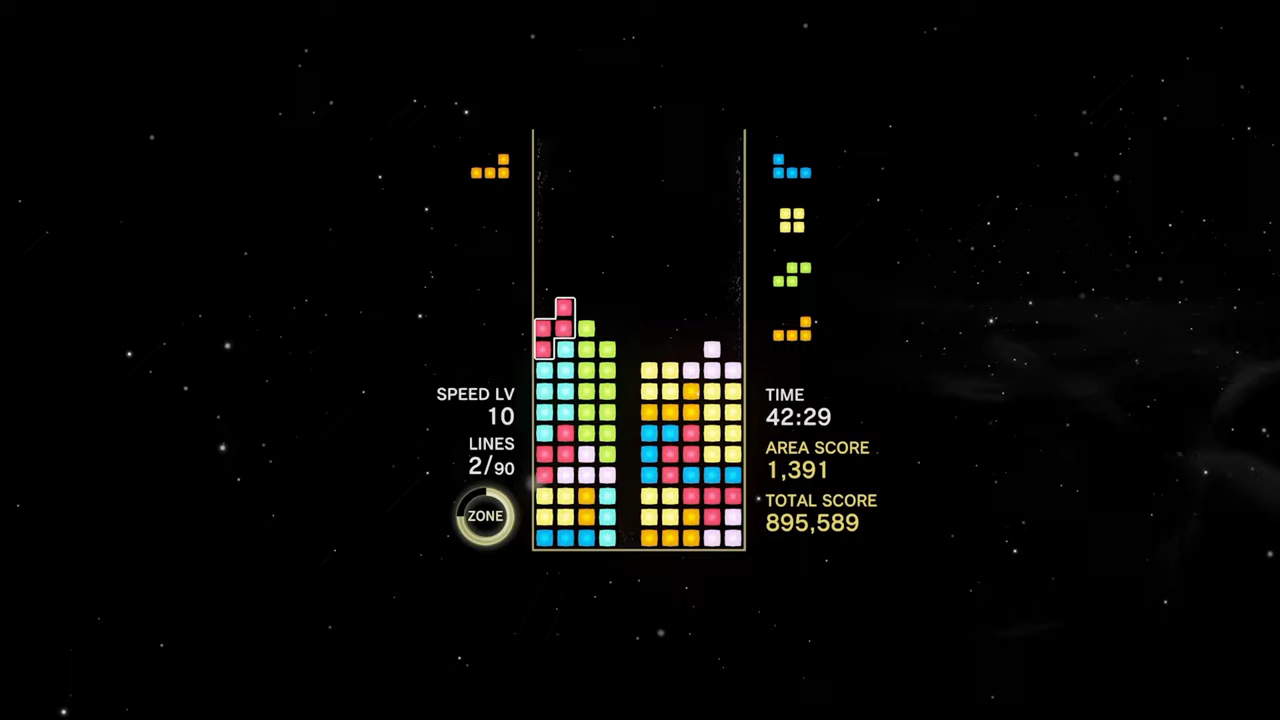 SPEED LV
10
LINES
2/90
ZONE
TIME
42:29
AREA SCORE
1,391
TOTAL SCORE
895,589